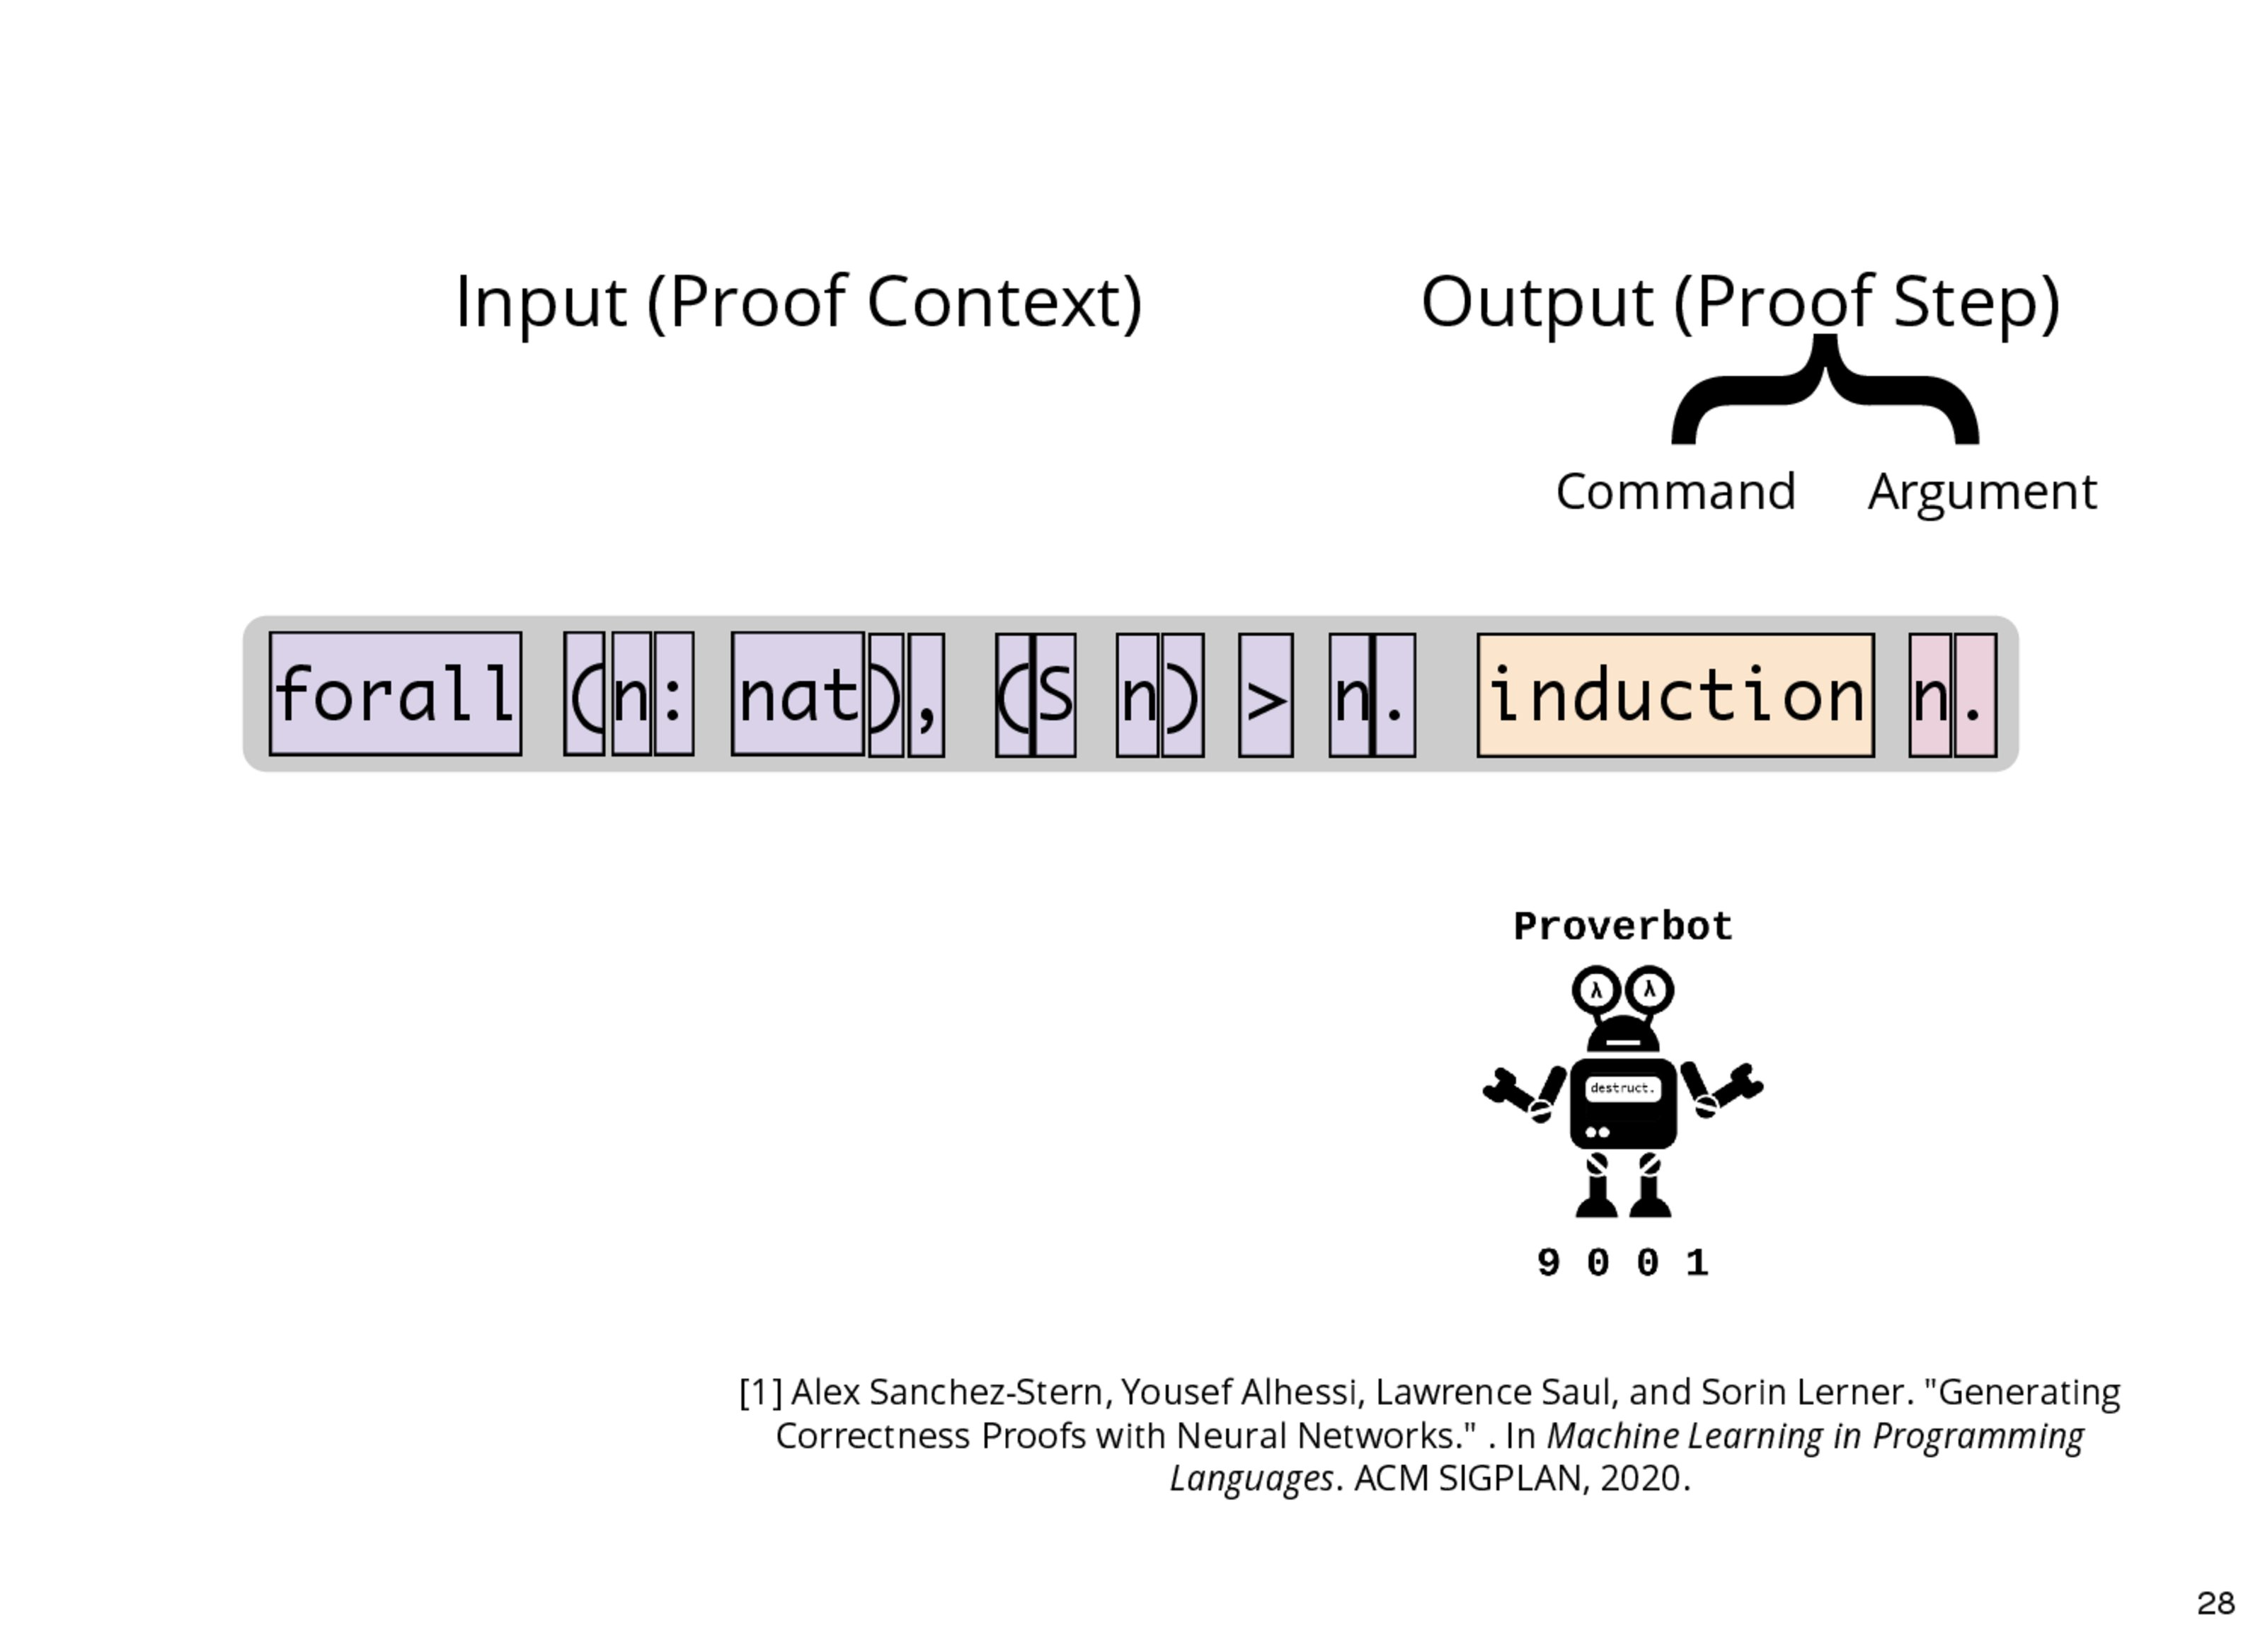 Input (Proof Context)
Output (Proof Step)
Command Argument
forall (n: nat), (S n) > n. induction n.
Proverbot
λ λ
destruct.
9 0 0 1
[1] Alex Sanchez-Stern, Yousef Alhessi, Lawrence Saul, and Sorin Lerner. "Generating
Correctness Proofs with Neural Networks." . In Machine Learning in Programming
Languages. ACM SIGPLAN, 2020.
28